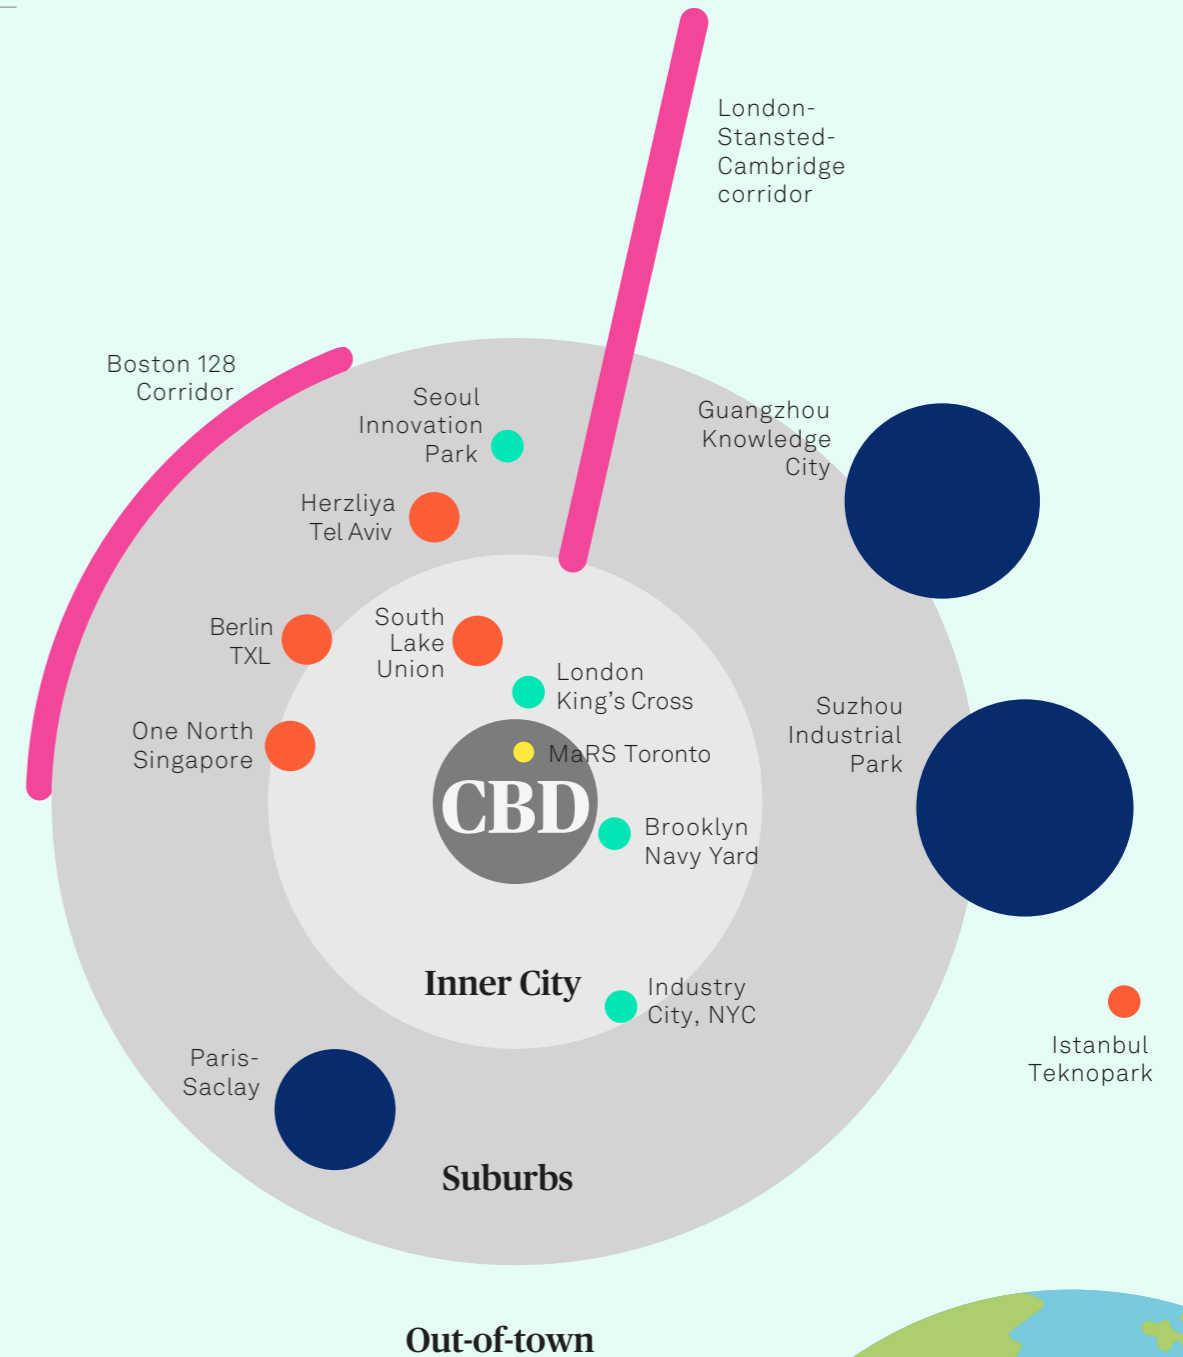 London-
Stansted-
Cambridge
corridor
Boston 128
Corridor
Seoul
Innovation
Park
Guangzhou
Knowledge
City
Herzliya
Tel Aviv
Berlin
TXL
South
Lake
Union
London
King’s Cross
One North
Singapore
Suzhou
Industrial
Park
MaRS Toronto
CBD
Brooklyn
Navy Yard
Inner City
Industry
City, NYC
Istanbul
Teknopark
Paris-
Saclay
Suburbs
Out-of-town